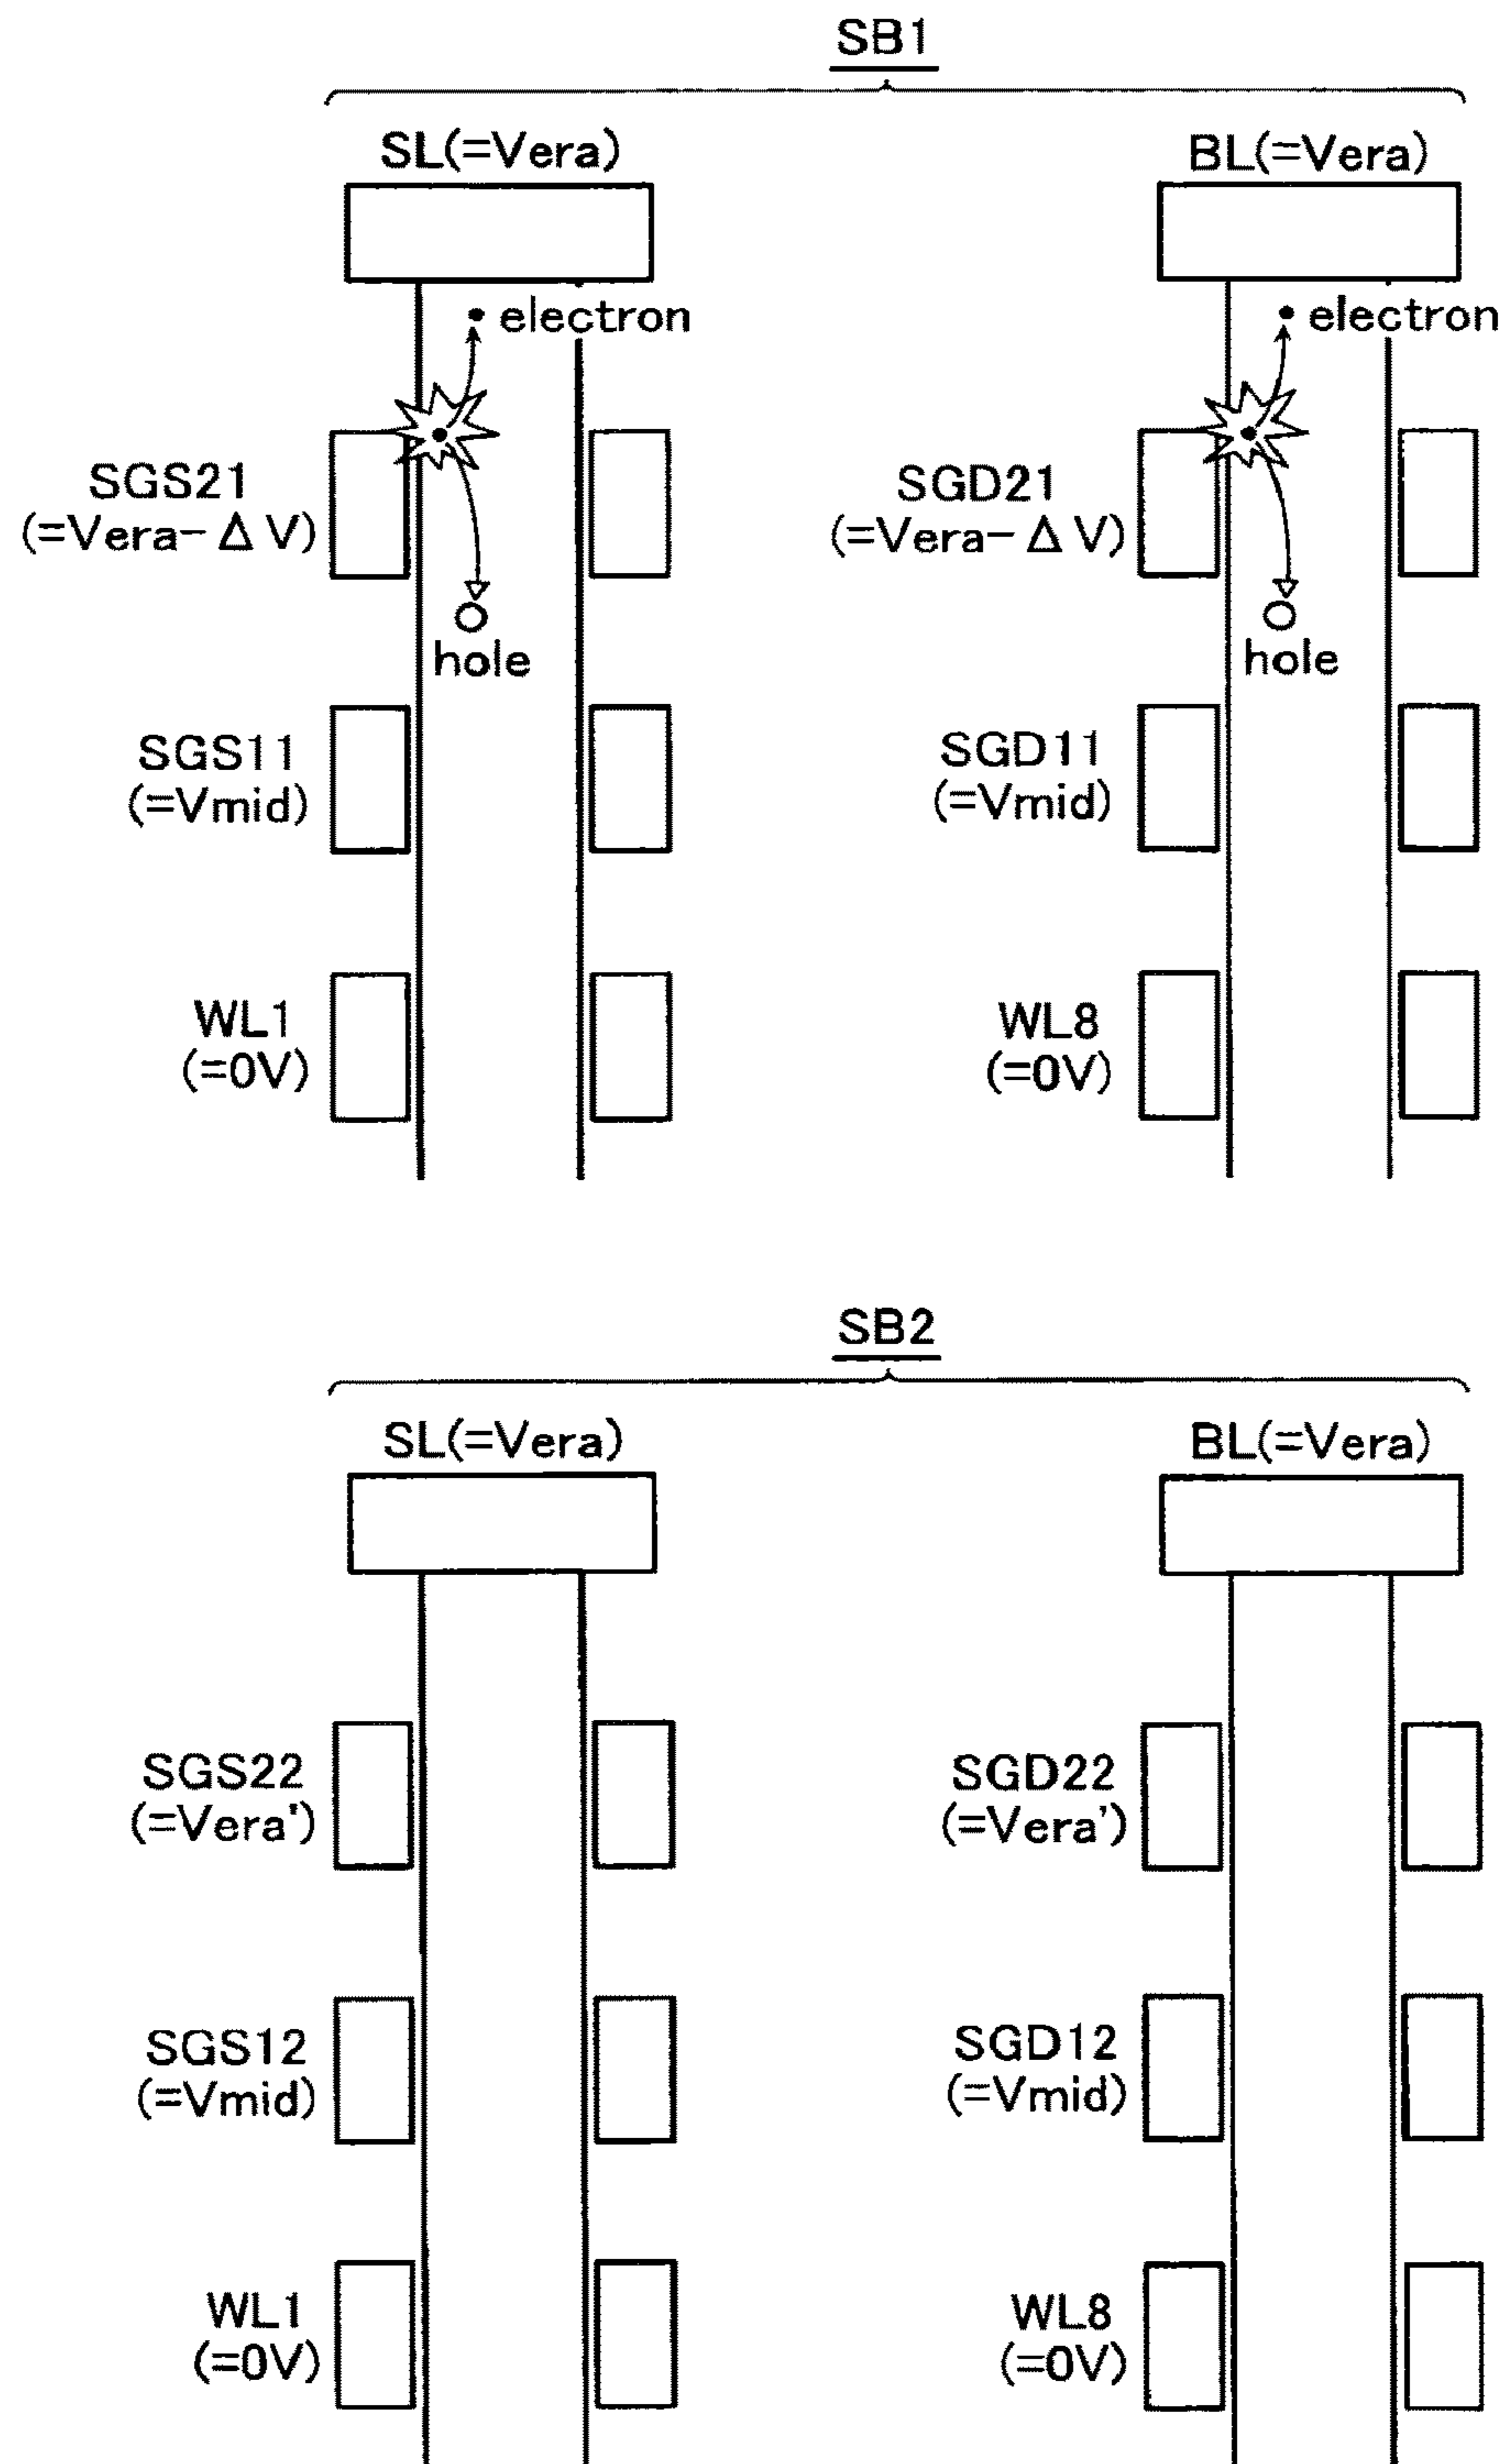 SB1
SL(=Vera)
BL(=Vera)
electron
electron
SGS21
(=Vera-ΔV)
SGD21
(=Vera-ΔV)
hole
hole
SGS11
(=Vmid)
SGD11
(=Vmid)
WL1
(=0V)
WL8
(=0V)
SB2
SL(=Vera)
BL(=Vera)
SGS22
(=Vera')
SGD22
(=Vera')
SGS12
(=Vmid)
SGD12
(=Vmid)
WL1
(=0V)
WL8
(=0V)